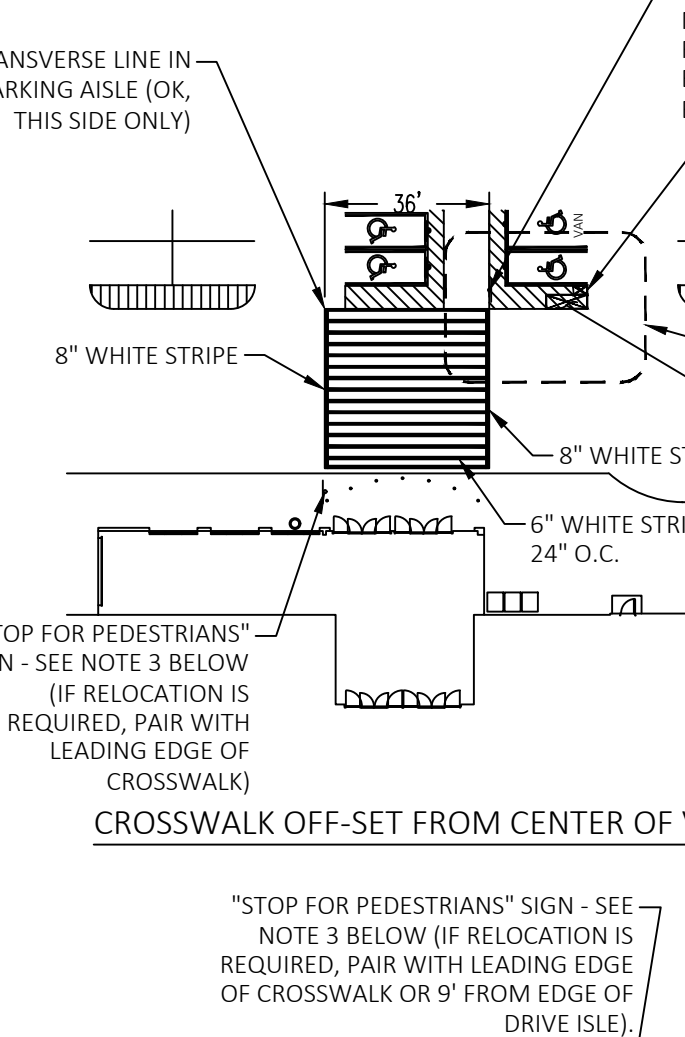 ANSVERSE LINE IN
ARKING AISLE (OK,
THIS SIDE ONLY)
36'
VAN
8" WHITE STRIPE
8" WHITE ST
6" WHITE STRI
24" O.C.
TOP FOR PEDESTRIANS"
N - SEE NOTE 3 BELOW
(IF RELOCATION IS
REQUIRED, PAIR WITH
LEADING EDGE OF
CROSSWALK)
CROSSWALK OFF-SET FROM CENTER OF
"STOP FOR PEDESTRIANS" SIGN - SEE
NOTE 3 BELOW (IF RELOCATION IS
REQUIRED, PAIR WITH LEADING EDGE
OF CROSSWALK OR 9' FROM EDGE OF
DRIVE ISLE).